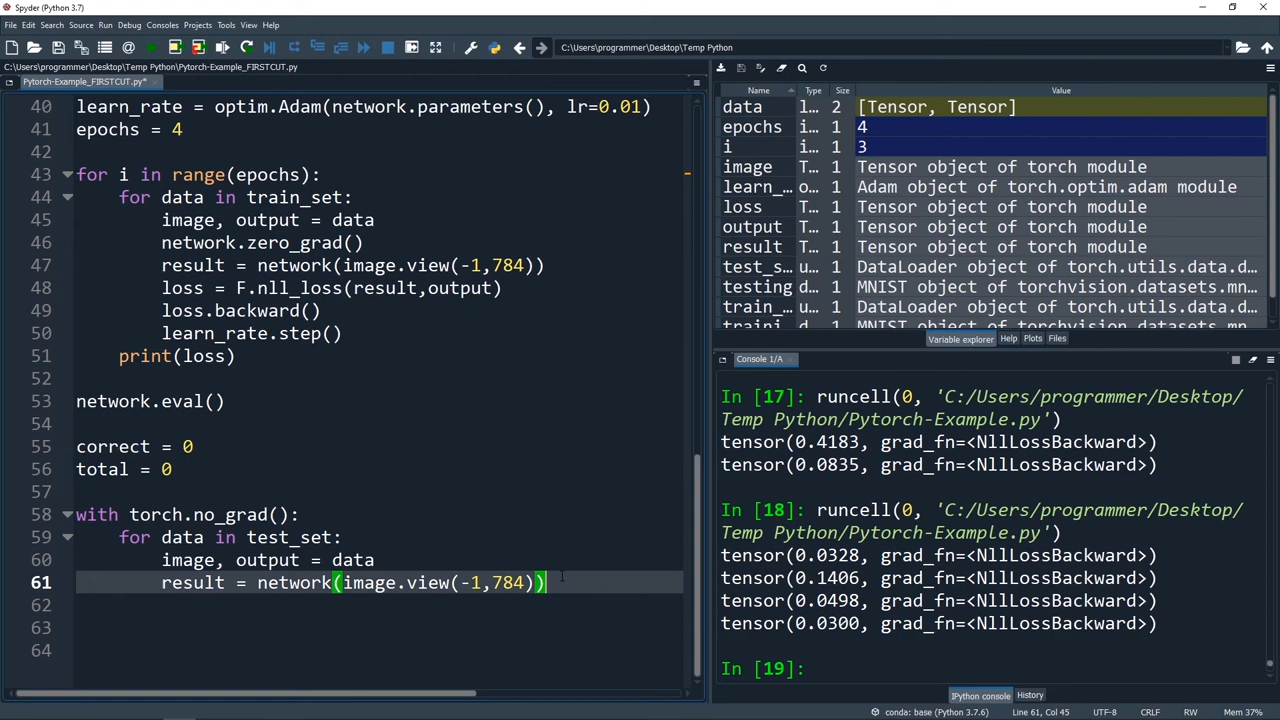 Spyder (Python 3.7)
File Edit Search Source Run Debug Consoles Projects Tools View Help
C:\Users\programmer\Desktop\Temp Python
C:\Users\programmer\Desktop\Temp Python\Pytorch-Example_FIRSTCUT.py
Pytorch-Example_FIRSTCUT.py*
40 learn_rate = optim.Adam(network.parameters(), lr=0.01)
41 epochs = 4
42
43 for i in range(epochs):
44 for data in train_set:
45 image, output = data
46 network.zero_grad()
47 result = network(image.view(-1,784))
48 loss = F.nll_loss(result,output)
49 loss.backward()
50 learn_rate.step()
51 print(loss)
52
53 network.eval()
54
55 correct = 0
56 total = 0
57
58 with torch.no_grad():
59 for data in test_set:
60 image, output = data
61 result = network(image.view(-1,784))
62
63
64
Name Type Size Value
data l... 2 [Tensor, Tensor]
epochs i... 1 4
i i... 1 3
image T... 1 Tensor object of torch module
learn_... o... 1 Adam object of torch.optim.adam module
loss T... 1 Tensor object of torch module
output T... 1 Tensor object of torch module
result T... 1 Tensor object of torch module
test_s... u... 1 DataLoader object of torch.utils.data.d...
testing d... 1 MNIST object of torchvision.datasets.mn...
train_... u... 1 DataLoader object of torch.utils.data.d...
traini... d... 1 MNIST object of torchvision.datasets.mn...
Variable explorer Help Plots Files
Console 1/A
In [17]: runcell(0, 'C:/Users/programmer/Desktop/
Temp Python/Pytorch-Example.py')
tensor(0.4183, grad_fn=<NllLossBackward>)
tensor(0.0835, grad_fn=<NllLossBackward>)
In [18]: runcell(0, 'C:/Users/programmer/Desktop/
Temp Python/Pytorch-Example.py')
tensor(0.0328, grad_fn=<NllLossBackward>)
tensor(0.1406, grad_fn=<NllLossBackward>)
tensor(0.0498, grad_fn=<NllLossBackward>)
tensor(0.0300, grad_fn=<NllLossBackward>)
In [19]:
IPython console History
conda: base (Python 3.7.6) Line 61, Col 45 UTF-8 CRLF RW Mem 37%